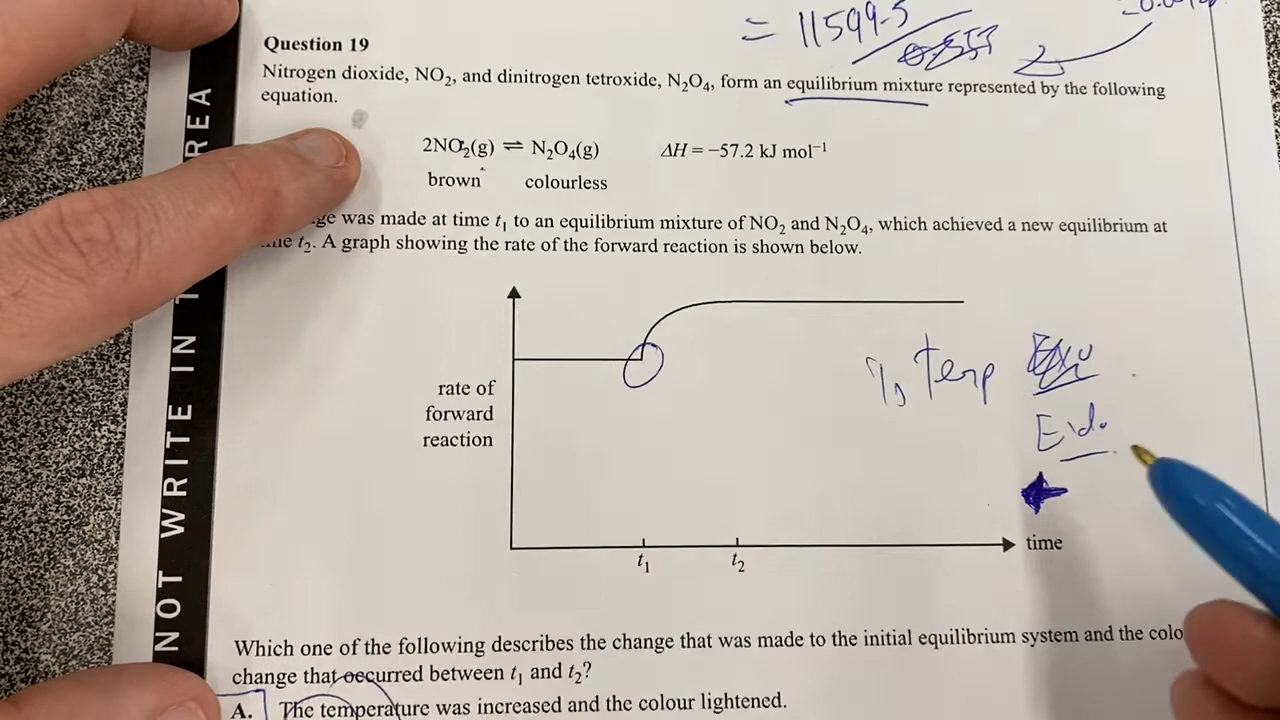 = 11599.5
Question 19
Nitrogen dioxide, NO₂, and dinitrogen tetroxide, N₂O₄, form an equilibrium mixture represented by the following
equation.
2NO₂(g) ⇌ N₂O₄(g) ΔH = −57.2 kJ mol⁻¹
brown colourless
ge was made at time t₁ to an equilibrium mixture of NO₂ and N₂O₄, which achieved a new equilibrium at
t₂. A graph showing the rate of the forward reaction is shown below.
rate of
forward
reaction
temp
t₁ t₂
time
Which one of the following describes the change that was made to the initial equilibrium system and the colo
change that occurred between t₁ and t₂?
A. The temperature was increased and the colour lightened.
NOT WRITE IN T REA